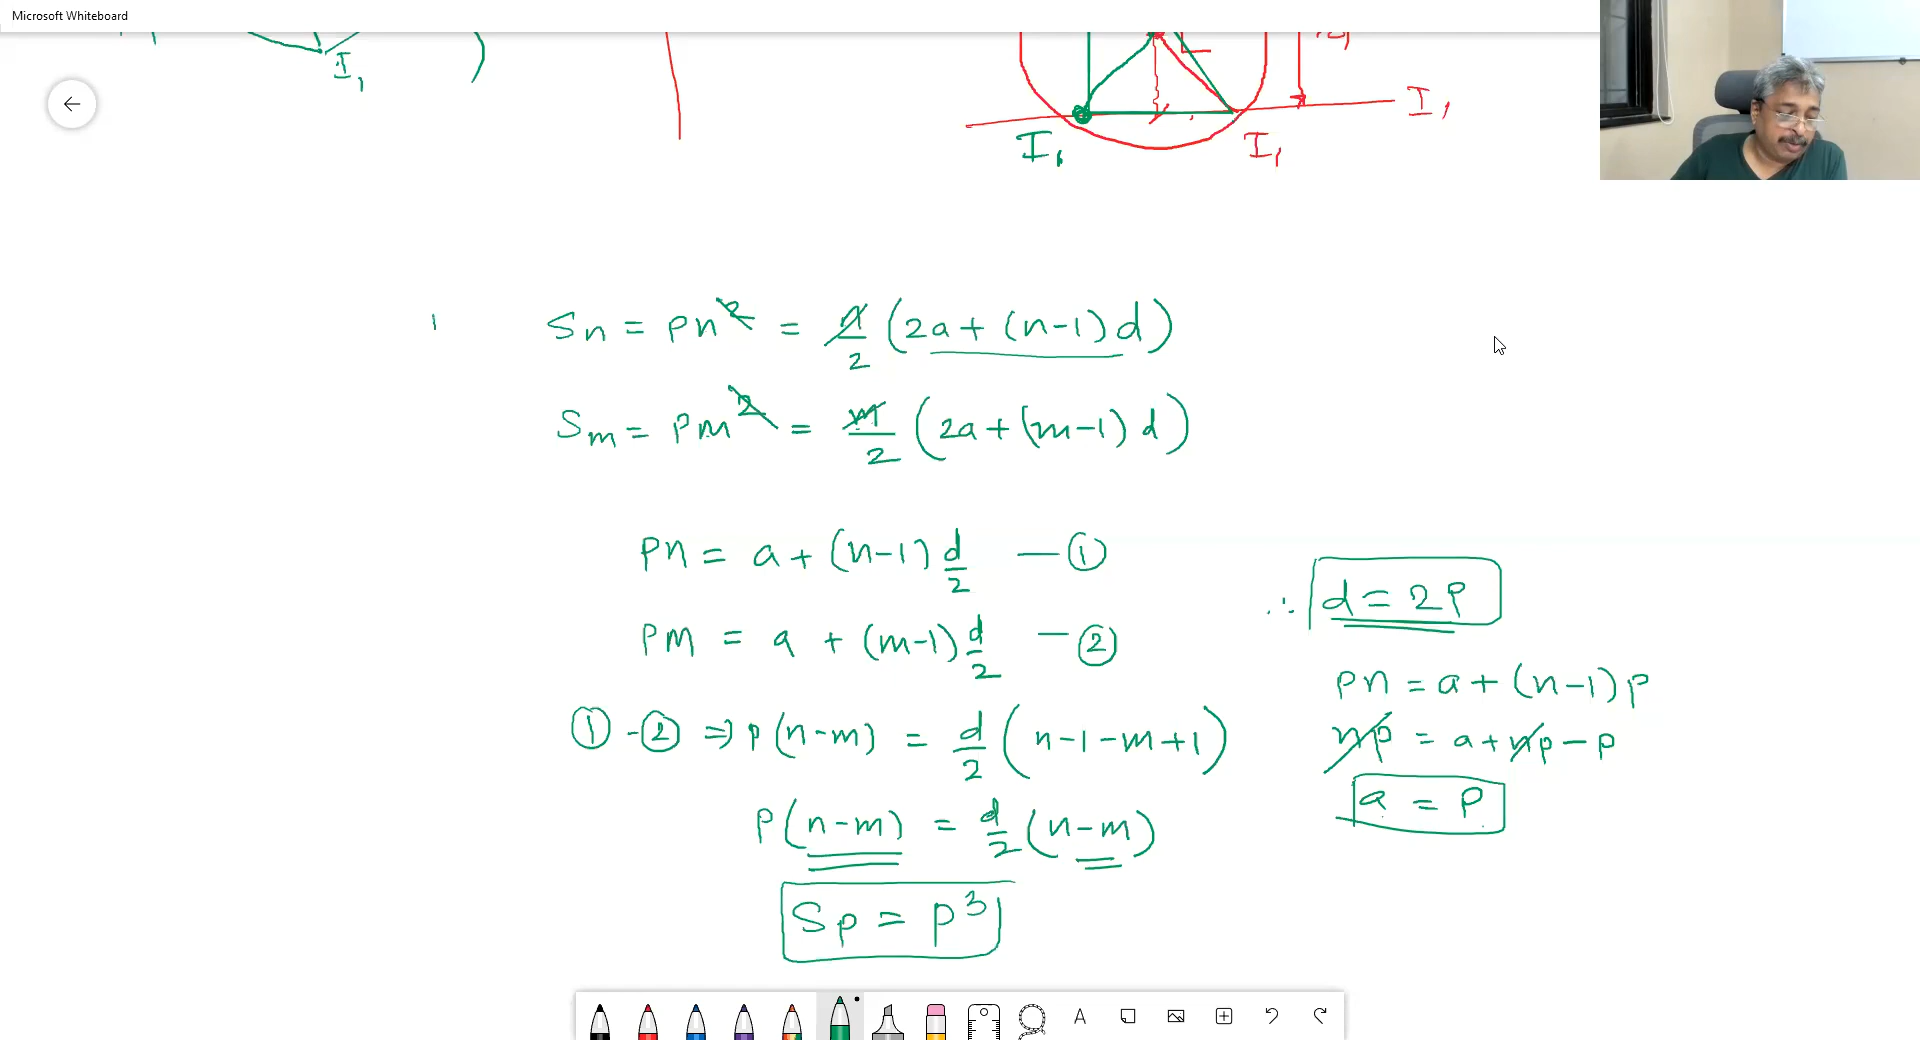 Microsoft Whiteboard
I₁
I₁
I₁
I₁
Sn = pn² = n/2 (2a + (n-1) d)
Sm = pm² = m/2 (2a + (m-1) d)
pn = a + (n-1) d/2 — ①
pm = a + (m-1) d/2 — ②
① - ② ⇒ p(n-m) = d/2 (n-1-m+1)
p(n-m) = d/2 (n-m)
Sp = p³
∴ d = 2p
pn = a + (n-1) p
np = a + np - p
a = p
A